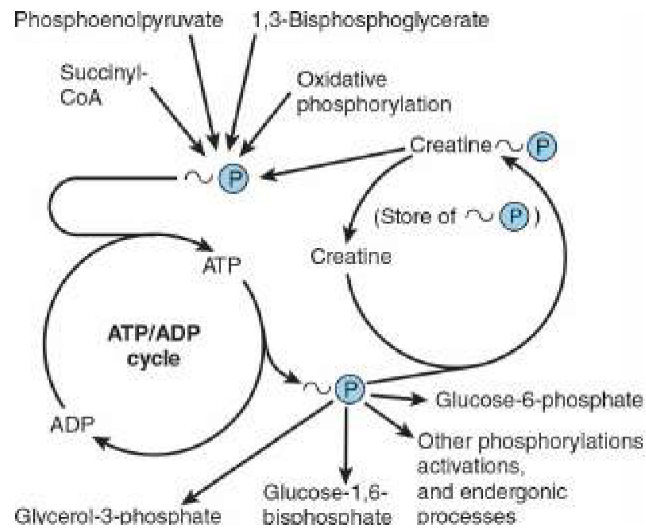 Phosphoenolpyruvate
1,3-Bisphosphoglycerate
Succinyl-
CoA
Oxidative
phosphorylation
Creatine ~ P
~ P
(Store of ~ P )
ATP
Creatine
ATP/ADP
cycle
~ P
Glucose-6-phosphate
ADP
Other phosphorylations,
activations,
and endergonic
processes
Glycerol-3-phosphate
Glucose-1,6-
bisphosphate